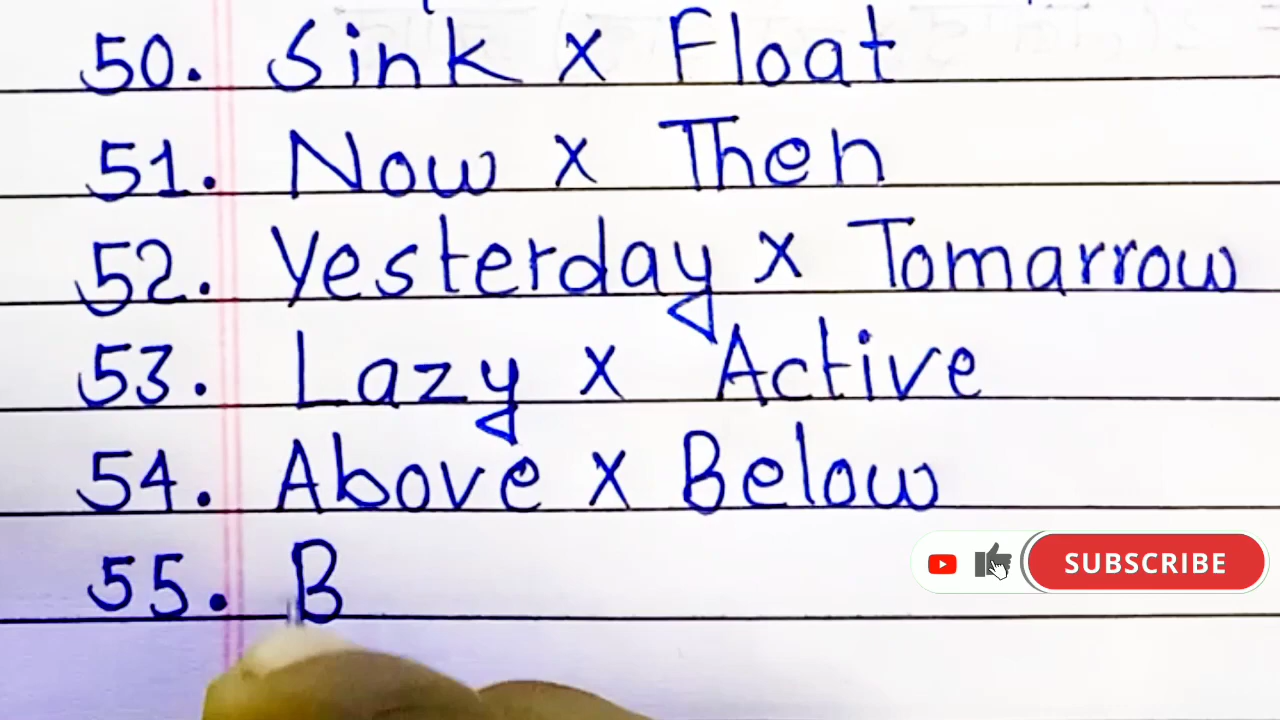 50. Sink x Float
51. Now x Then
52. Yesterday x Tomarrow
53. Lazy x Active
54. Above x Below
55. B
SUBSCRIBE